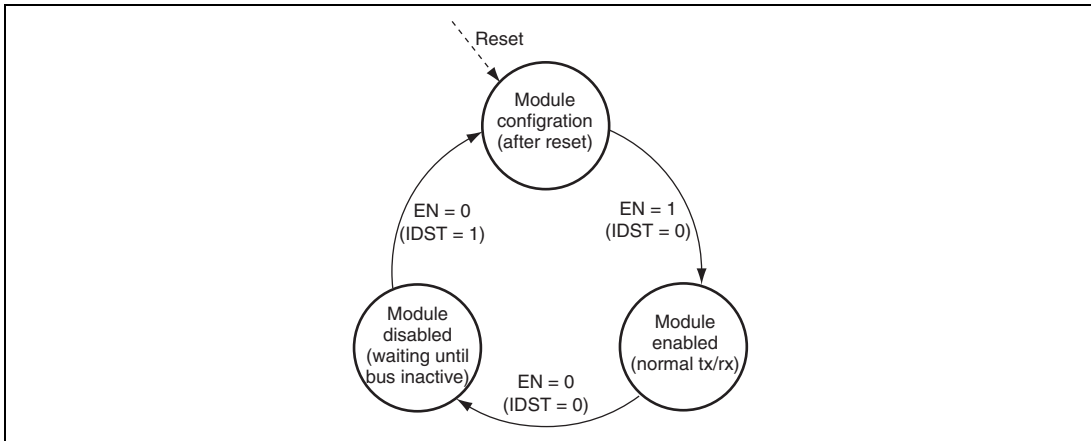 Reset
Module
configration
(after reset)
EN = 0
(IDST = 1)
EN = 1
(IDST = 0)
Module
disabled
(waiting until
bus inactive)
Module
enabled
(normal tx/rx)
EN = 0
(IDST = 0)